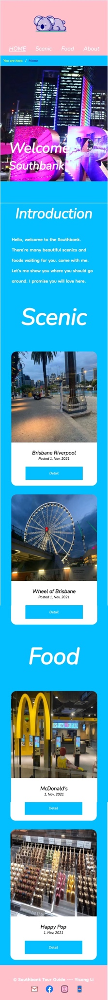 HOME Scenic Food About
You are here: / Home
Welcome
Southbank
Introduction
Hello, welcome to the Southbank.
There're many beautiful scenics and
foods waiting for you. come with me.
Let's me show you where you should go
around. I promise you will love here.
Scenic
Brisbane Riverpool
Posted 1, Nov, 2021
Detail
Wheel of Brisbane
Posted 1, Nov, 2021
Detail
Food
McDonald's
1, Nov, 2021
Detail
premium pop
Happy Pop
1, Nov, 2021
Detail
© Southbank Tour Guide --- Yicong Li